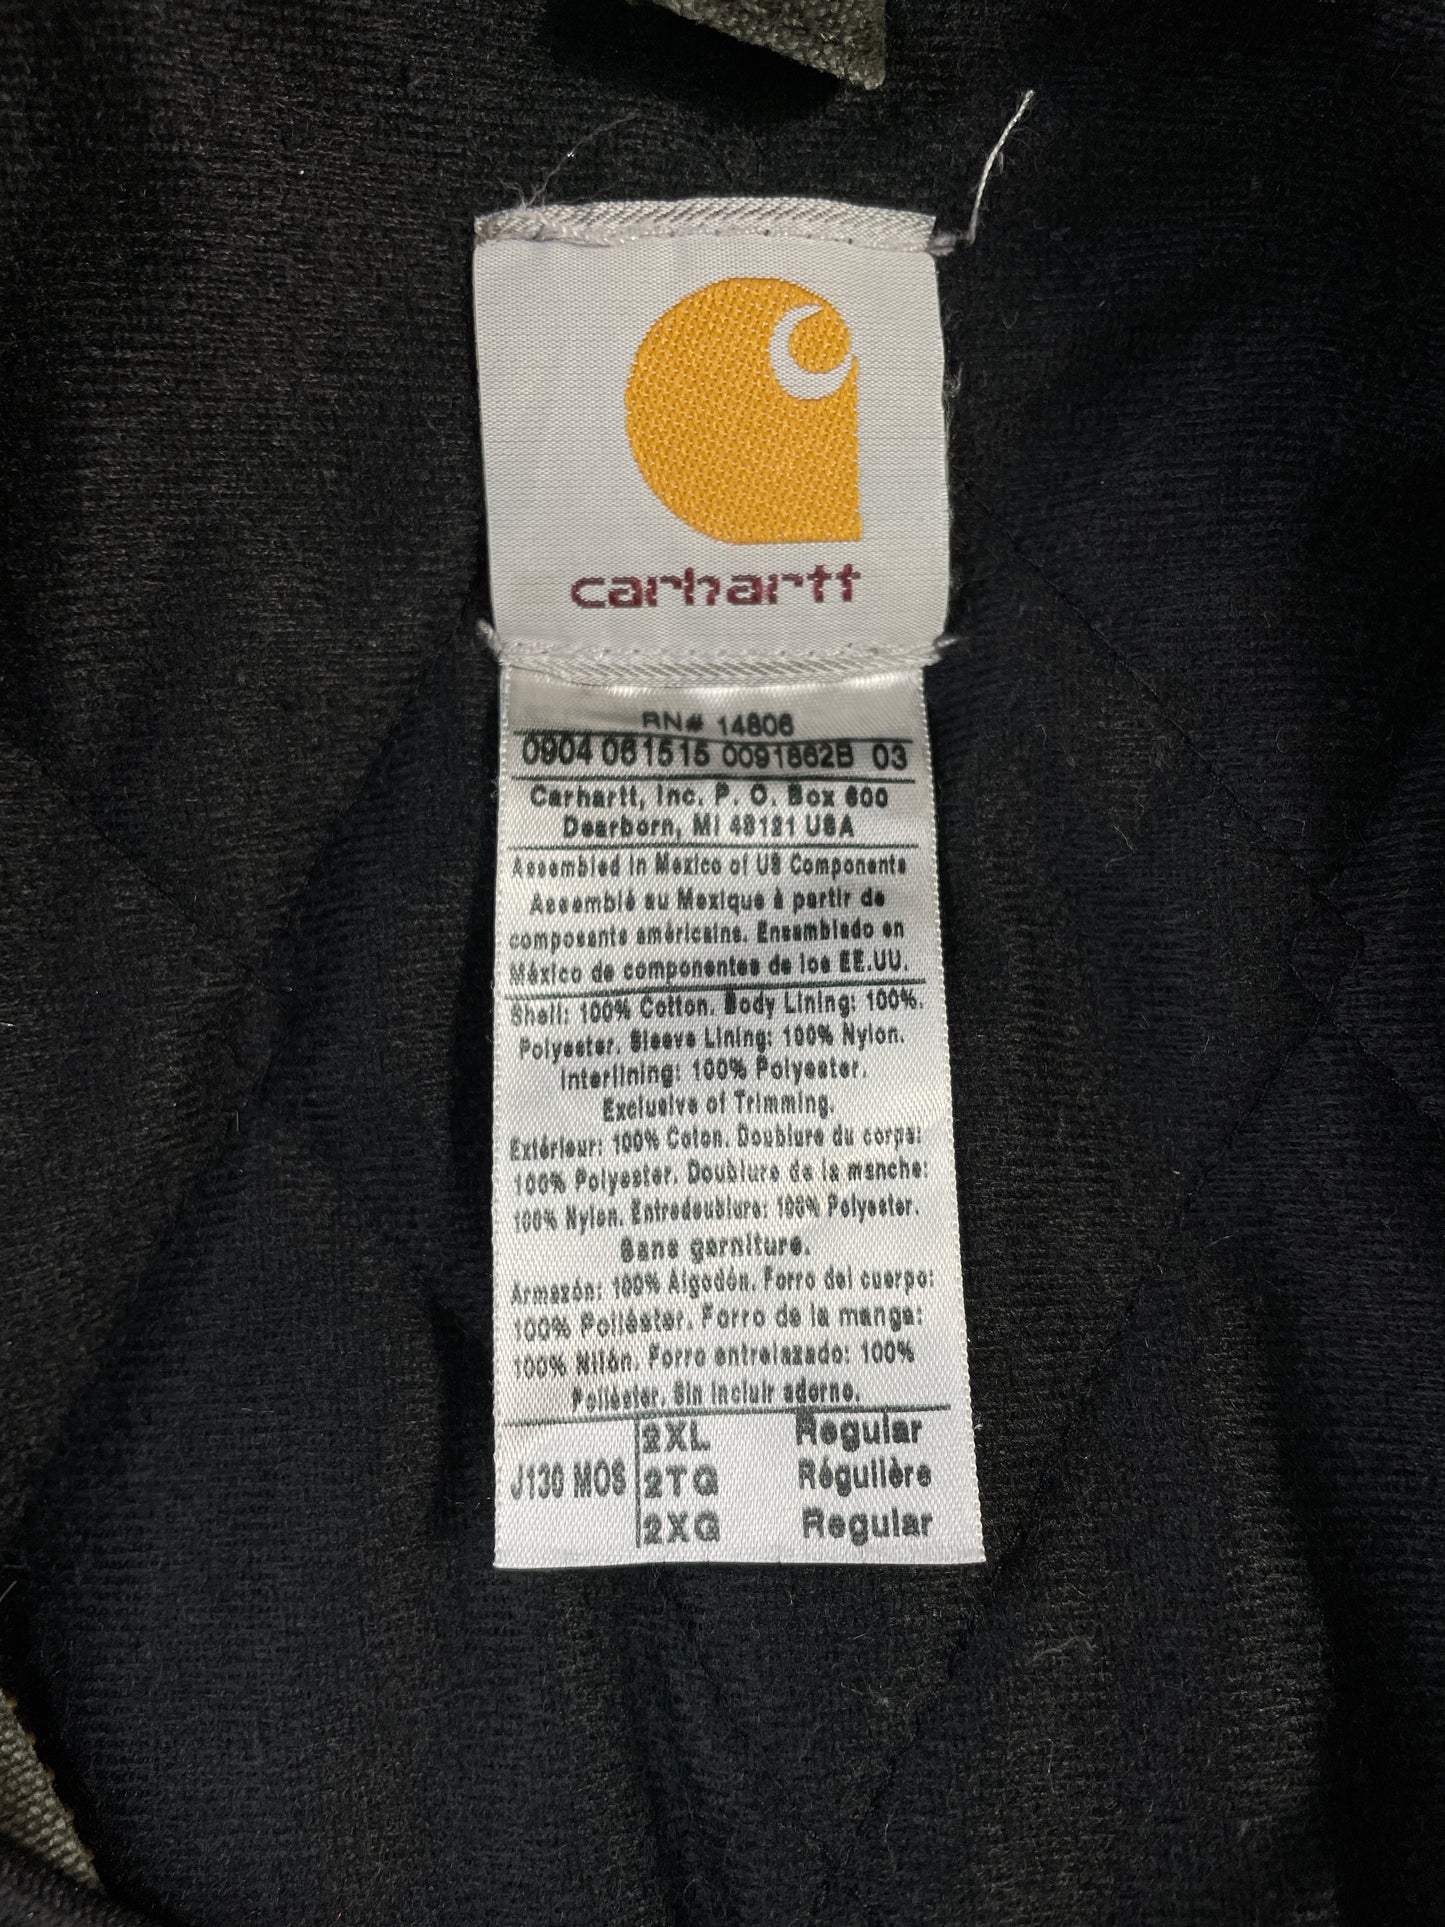 carhartt
RN# 14806
0904 061515 0091862B 03
Carhartt, Inc. P. O. Box 600
Dearborn, MI 48121 USA
Assembled in Mexico of US Components
Assemblé au Mexique à partir de
composants américains. Ensamblado en
México de componentes de los EE.UU.
Shell: 100% Cotton. Body Lining: 100%.
Polyester. Sleeve Lining: 100% Nylon.
Interlining: 100% Polyester.
Exclusive of Trimming.
Extérieur: 100% Coton. Doublure du corps:
100% Polyester. Doublure de la manche:
100% Nylon. Entredoublure: 100% Polyester.
Sans garniture.
Armazón: 100% Algodón. Forro del cuerpo:
100% Poliéster. Forro de la manga:
100% Nilón. Forro entrelazado: 100%
Poliéster. Sin incluir adorno.
J130 MOS 2XL Regular
2TG Régulière
2XG Regular